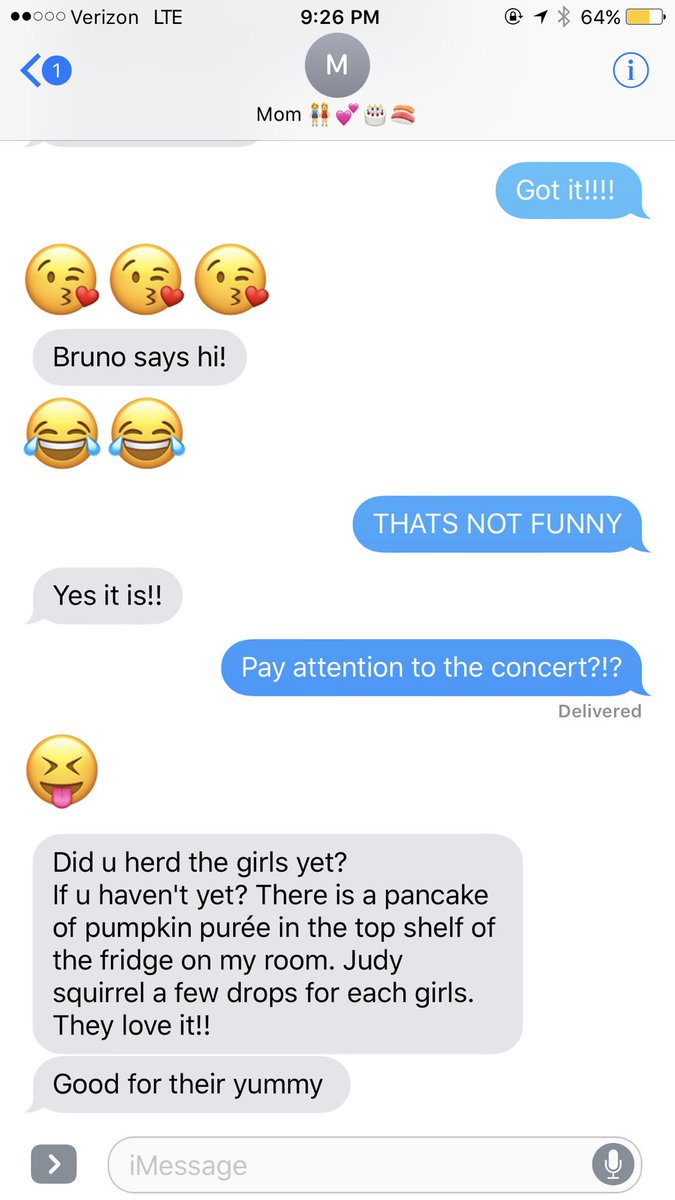 Verizon LTE 9:26 PM 64%
1
M
Mom
Got it!!!!
Bruno says hi!
THATS NOT FUNNY
Yes it is!!
Pay attention to the concert?!?
Delivered
Did u herd the girls yet?
If u haven't yet? There is a pancake
of pumpkin purée in the top shelf of
the fridge on my room. Judy
squirrel a few drops for each girls.
They love it!!
Good for their yummy
iMessage